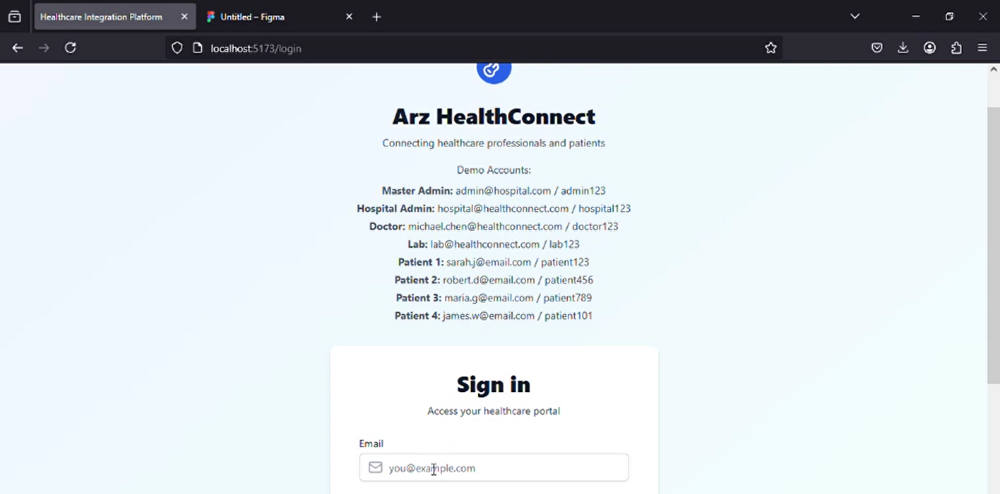 Healthcare Integration Platform
Untitled – Figma
localhost:5173/login
Arz HealthConnect
Connecting healthcare professionals and patients
Demo Accounts:
Master Admin: admin@hospital.com / admin123
Hospital Admin: hospital@healthconnect.com / hospital123
Doctor: michael.chen@healthconnect.com / doctor123
Lab: lab@healthconnect.com / lab123
Patient 1: sarah.j@email.com / patient123
Patient 2: robert.d@email.com / patient456
Patient 3: maria.g@email.com / patient789
Patient 4: james.w@email.com / patient101
Sign in
Access your healthcare portal
Email
you@example.com